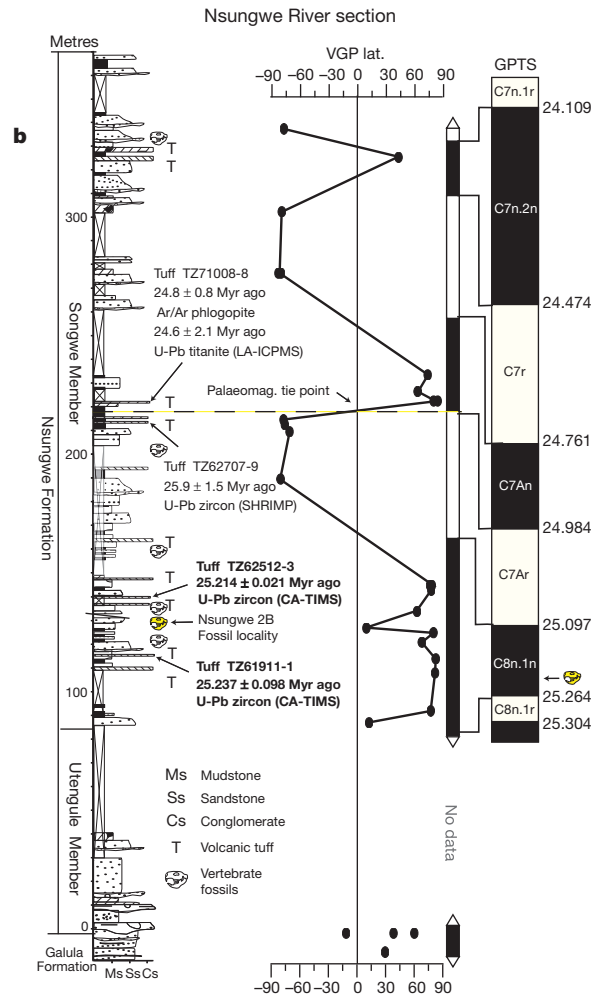 Nsungwe River section
Metres
VGP lat.
GPTS
–90 –60 –30 0 30 60 90
b
C7n.1r
24.109
T
T
C7n.2n
300
24.474
Tuff TZ71008-8
24.8 ± 0.8 Myr ago
Ar/Ar phlogopite
24.6 ± 2.1 Myr ago
U-Pb titanite (LA-ICPMS)
Songwe Member
Nsungwe Formation
C7r
Palaeomag. tie point
T
T
24.761
200
Tuff TZ62707-9
25.9 ± 1.5 Myr ago
U-Pb zircon (SHRIMP)
C7An
24.984
T
C7Ar
T
Tuff TZ62512-3
25.214 ± 0.021 Myr ago
U-Pb zircon (CA-TIMS)
T
Nsungwe 2B
Fossil locality
25.097
T
Tuff TZ61911-1
25.237 ± 0.098 Myr ago
U-Pb zircon (CA-TIMS)
T
100
C8n.1n
25.264
C8n.1r
25.304
Utengule Member
Ms Mudstone
Ss Sandstone
Cs Conglomerate
T Volcanic tuff
Vertebrate
fossils
No data
0
Galula
Formation
Ms Ss Cs
–90 –60 –30 0 30 60 90